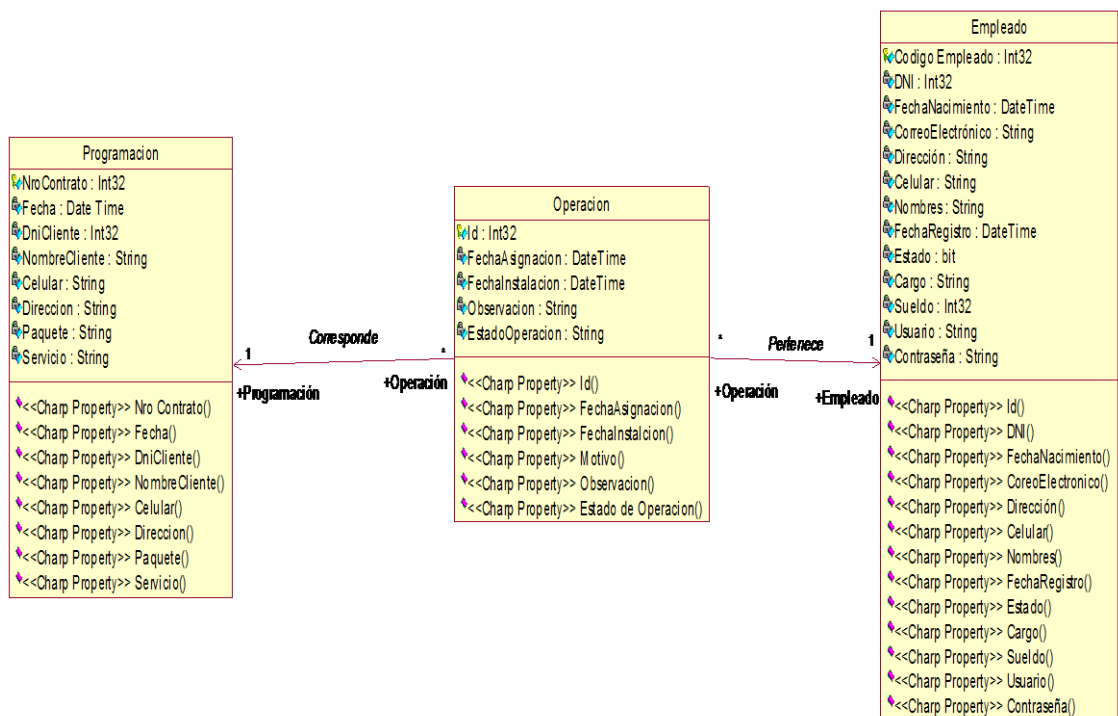 Programacion
NroContrato : Int32
Fecha : Date Time
DniCliente : Int32
NombreCliente : String
Celular : String
Direccion : String
Paquete : String
Servicio : String
<<Charp Property>> Nro Contrato()
<<Charp Property>> Fecha()
<<Charp Property>> DniCliente()
<<Charp Property>> NombreCliente()
<<Charp Property>> Celular()
<<Charp Property>> Direccion()
<<Charp Property>> Paquete()
<<Charp Property>> Servicio()
1
Corresponde
*
+Programación
+Operación
Operacion
Id : Int32
FechaAsignacion : DateTime
FechaInstalacion : DateTime
Observacion : String
EstadoOperacion : String
<<Charp Property>> Id()
<<Charp Property>> FechaAsignacion()
<<Charp Property>> FechaInstalcion()
<<Charp Property>> Motivo()
<<Charp Property>> Observacion()
<<Charp Property>> Estado de Operacion()
*
Pertenece
1
+Operación
+Empleado
Empleado
Codigo Empleado : Int32
DNI : Int32
FechaNacimiento : DateTime
CorreoElectrónico : String
Dirección : String
Celular : String
Nombres : String
FechaRegistro : DateTime
Estado : bit
Cargo : String
Sueldo : Int32
Usuario : String
Contraseña : String
<<Charp Property>> Id()
<<Charp Property>> DNI()
<<Charp Property>> FechaNacimiento()
<<Charp Property>> CoreoElectronico()
<<Charp Property>> Dirección()
<<Charp Property>> Celular()
<<Charp Property>> Nombres()
<<Charp Property>> FechaRegistro()
<<Charp Property>> Estado()
<<Charp Property>> Cargo()
<<Charp Property>> Sueldo()
<<Charp Property>> Usuario()
<<Charp Property>> Contraseña()